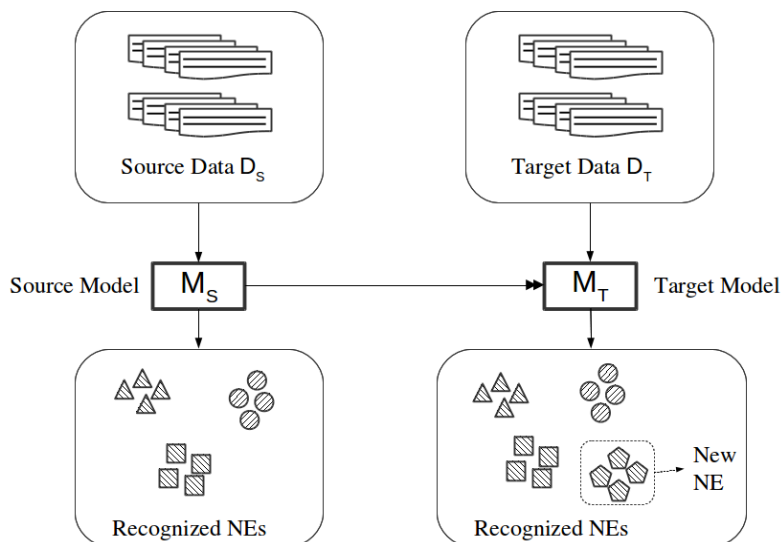 Source Data D_S
Target Data D_T
Source Model
M_S
M_T
Target Model
New
NE
Recognized NEs
Recognized NEs